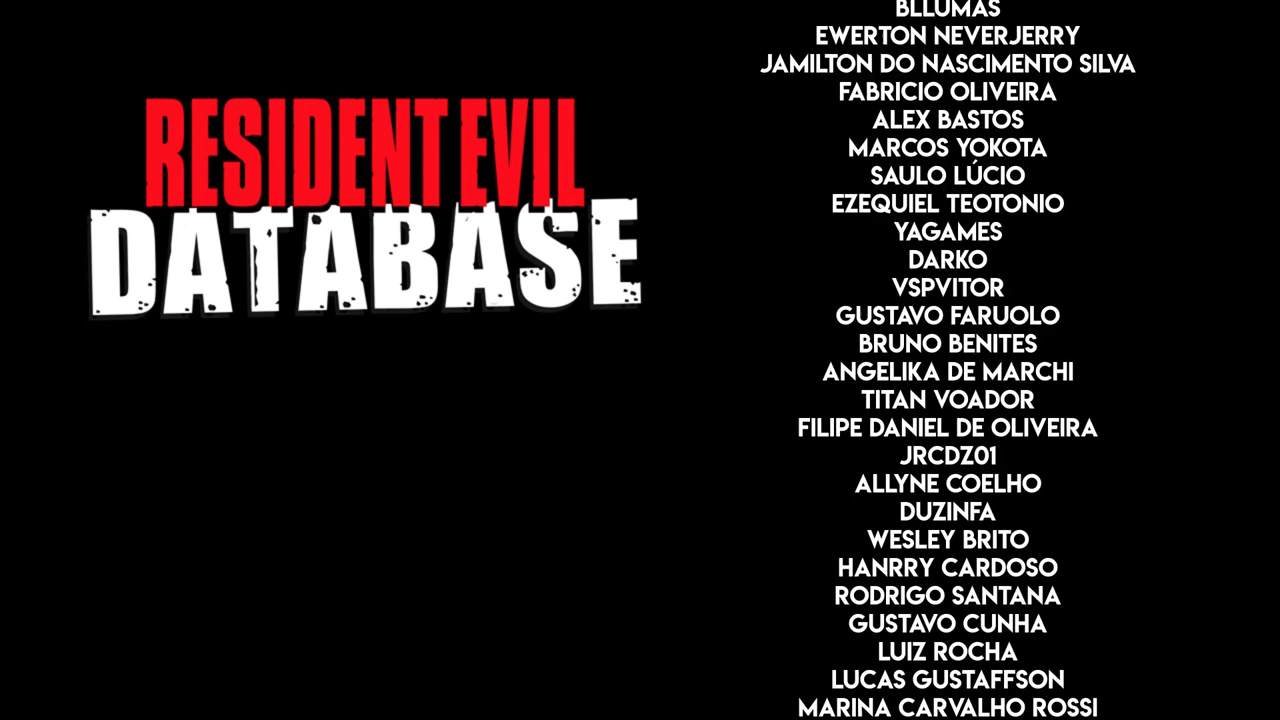 RESIDENT EVIL
DATABASE
BLLUMAS
EWERTON NEVERJERRY
JAMILTON DO NASCIMENTO SILVA
FABRICIO OLIVEIRA
ALEX BASTOS
MARCOS YOKOTA
SAULO LÚCIO
EZEQUIEL TEOTONIO
YAGAMES
DARKO
VSPVITOR
GUSTAVO FARUOLO
BRUNO BENITES
ANGELIKA DE MARCHI
TITAN VOADOR
FILIPE DANIEL DE OLIVEIRA
JRCDZ01
ALLYNE COELHO
DUZINFA
WESLEY BRITO
HANRRY CARDOSO
RODRIGO SANTANA
GUSTAVO CUNHA
LUIZ ROCHA
LUCAS GUSTAFFSON
MARINA CARVALHO ROSSI